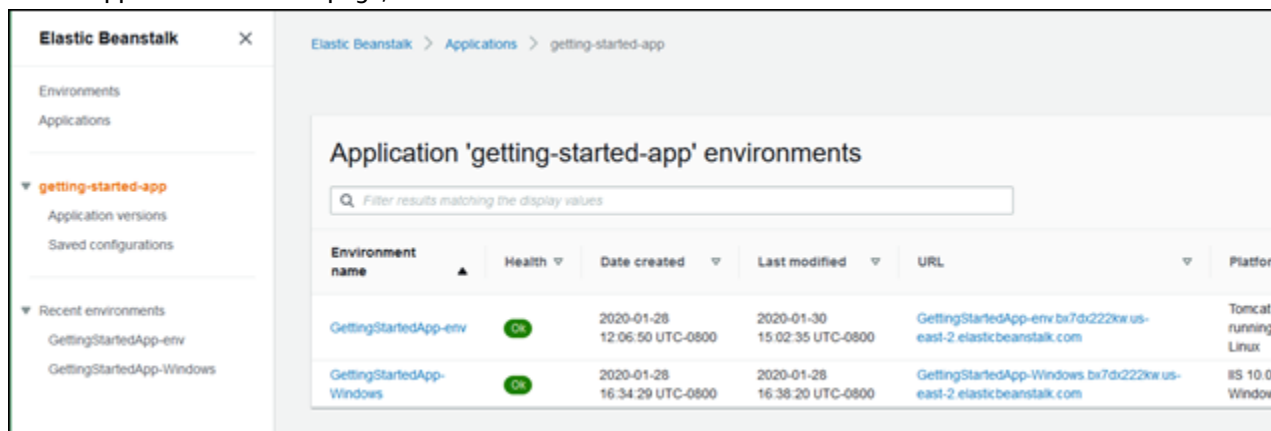 Elastic Beanstalk
Environments
Applications
getting-started-app
Application versions
Saved configurations
Recent environments
GettingStartedApp-env
GettingStartedApp-Windows
Elastic Beanstalk > Applications > getting-started-app
Application 'getting-started-app' environments
Filter results matching the display values
Environment name Health Date created Last modified URL
GettingStartedApp-env Ok 2020-01-28 2020-01-30 GettingStartedApp-env.bx7dx222kw.us- Tomcat
12:06:50 UTC-0800 15:02:35 UTC-0800 east-2.elasticbeanstalk.com running
Linux
GettingStartedApp- Ok 2020-01-28 2020-01-28 GettingStartedApp-Windows.bx7dx222kw.us- IIS 10.0
Windows 16:34:29 UTC-0800 16:38:20 UTC-0800 east-2.elasticbeanstalk.com